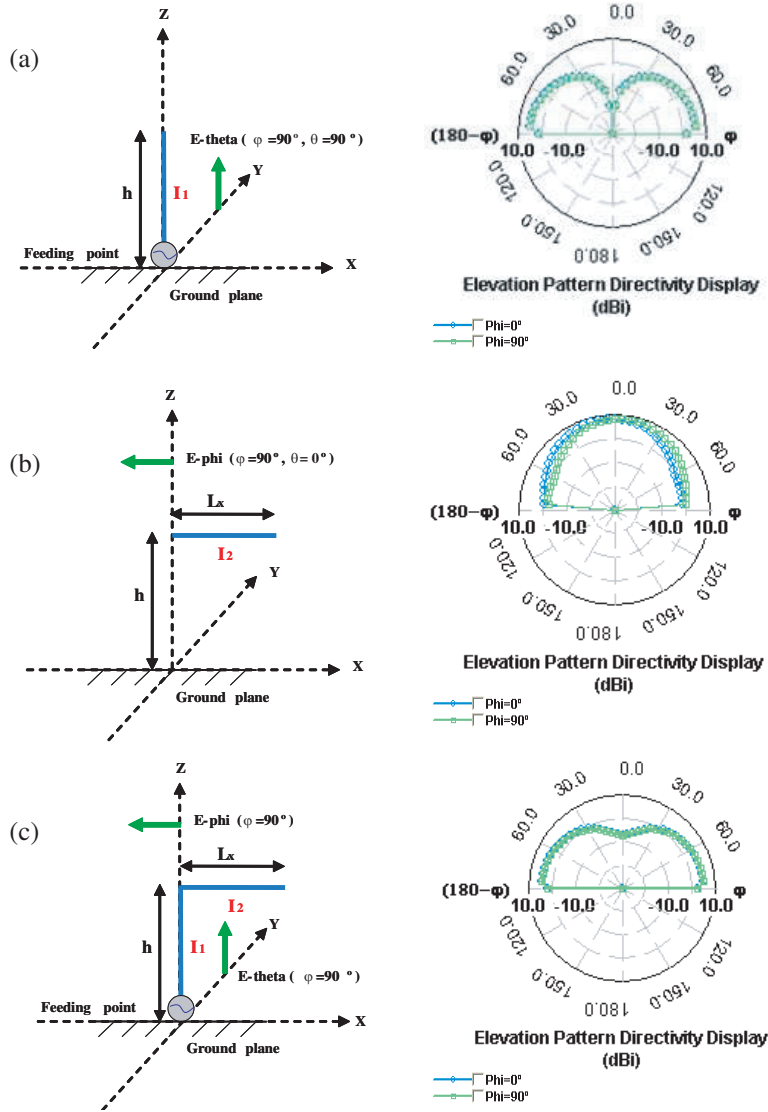 (a)
Z
E-theta ( φ =90°, θ =90°)
Y
h
I1
Feeding point
X
Ground plane
0.0
30.0
30.0
60.0
60.0
(180-φ)
φ
10.0 -10.0
-10.0 10.0
120.0
120.0
150.0
150.0
180.0
Elevation Pattern Directivity Display
(dBi)
Phi=0°
Phi=90°
(b)
Z
E-phi (φ=90°, θ= 0°)
Lx
I2
h
Y
X
Ground plane
0.0
30.0
30.0
60.0
60.0
(180-φ)
φ
10.0 -10.0
-10.0 10.0
120.0
120.0
150.0
150.0
180.0
Elevation Pattern Directivity Display
(dBi)
Phi=0°
Phi=90°
(c)
Z
E-phi (φ=90°)
Lx
I2
Y
h
I1
E-theta ( φ=90 °)
Feeding point
X
Ground plane
0.0
30.0
30.0
60.0
60.0
(180-φ)
φ
10.0 -10.0
-10.0 10.0
120.0
120.0
150.0
150.0
180.0
Elevation Pattern Directivity Display
(dBi)
Phi=0°
Phi=90°